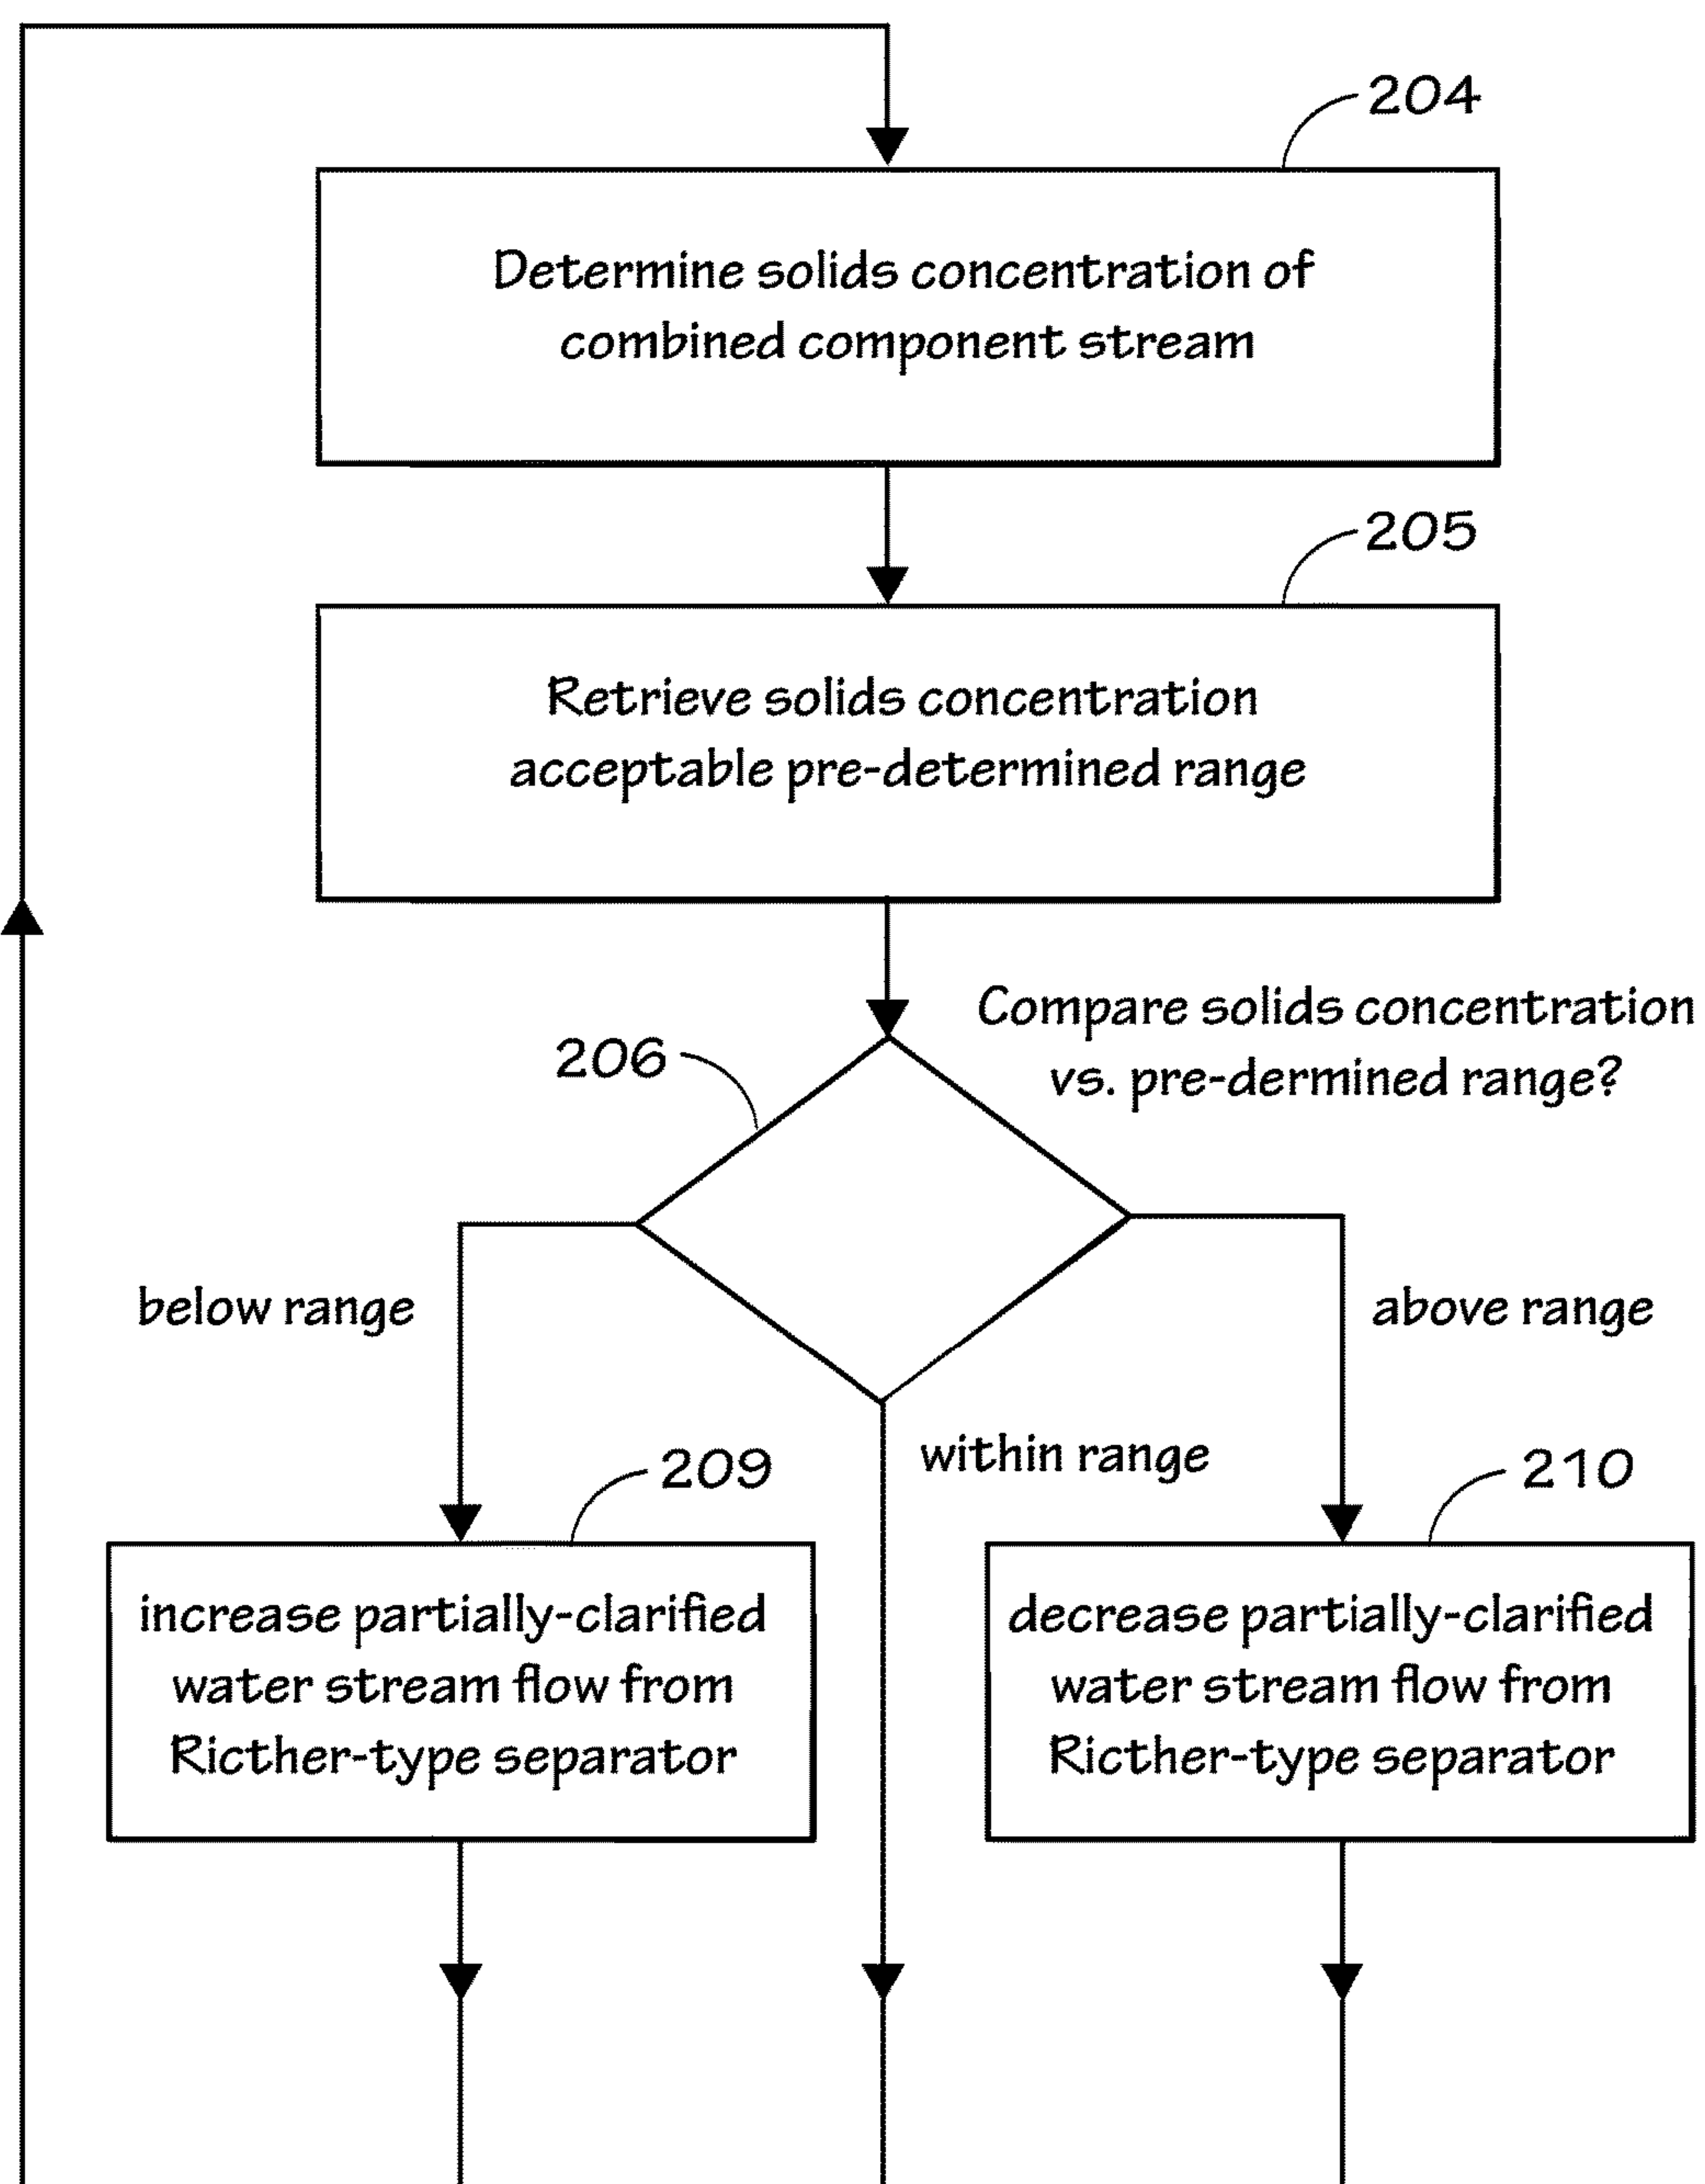 204
Determine solids concentration of
combined component stream
205
Retrieve solids concentration
acceptable pre-determined range
Compare solids concentration
vs. pre-dermined range?
206
below range
above range
within range
209
210
increase partially-clarified
water stream flow from
Ricther-type separator
decrease partially-clarified
water stream flow from
Ricther-type separator